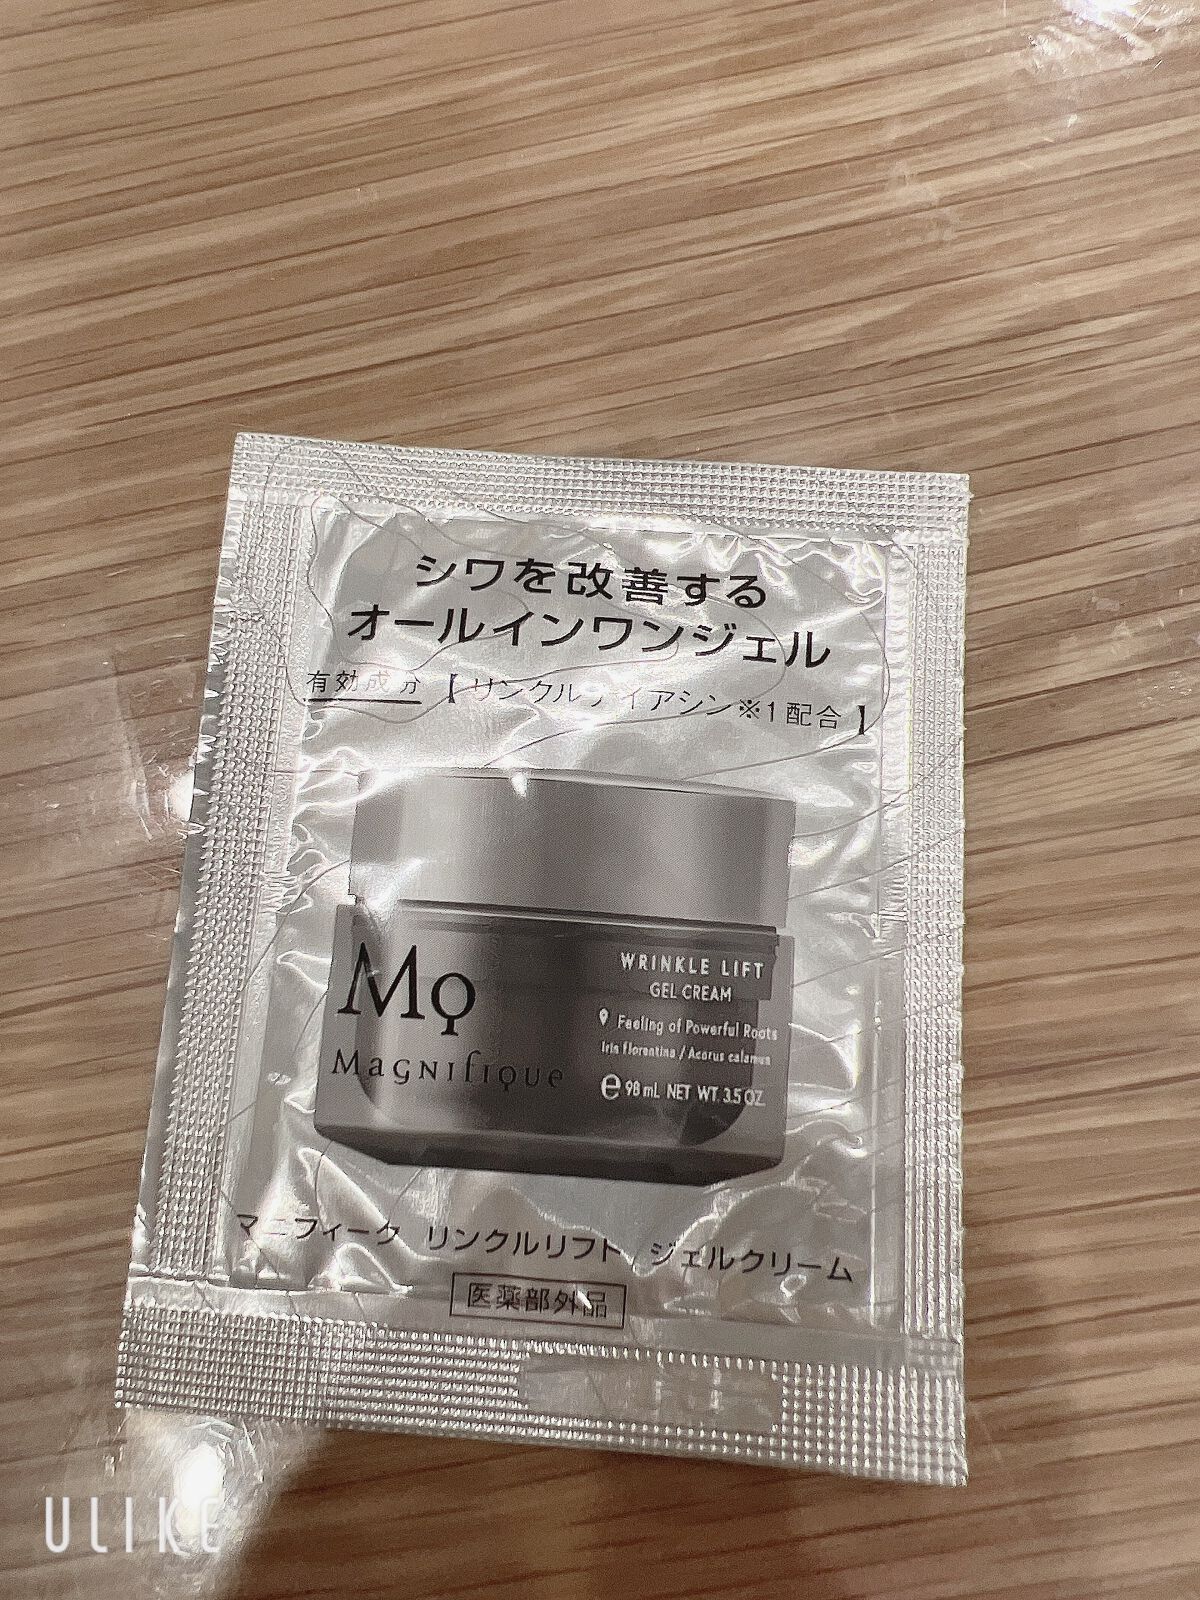 シワを改善する
オールインワンジェル
有効成分【リンクルナイアシン※1配合】
Mọ
Magnifique
WRINKLE LIFT
GEL CREAM
Feeling of Powerful Roots
Iris florentina / Acorus calamus
℮ 98 mL NET WT. 3.5 OZ.
マニフィーク リンクルリフト ジェルクリーム
医薬部外品
ULIKE